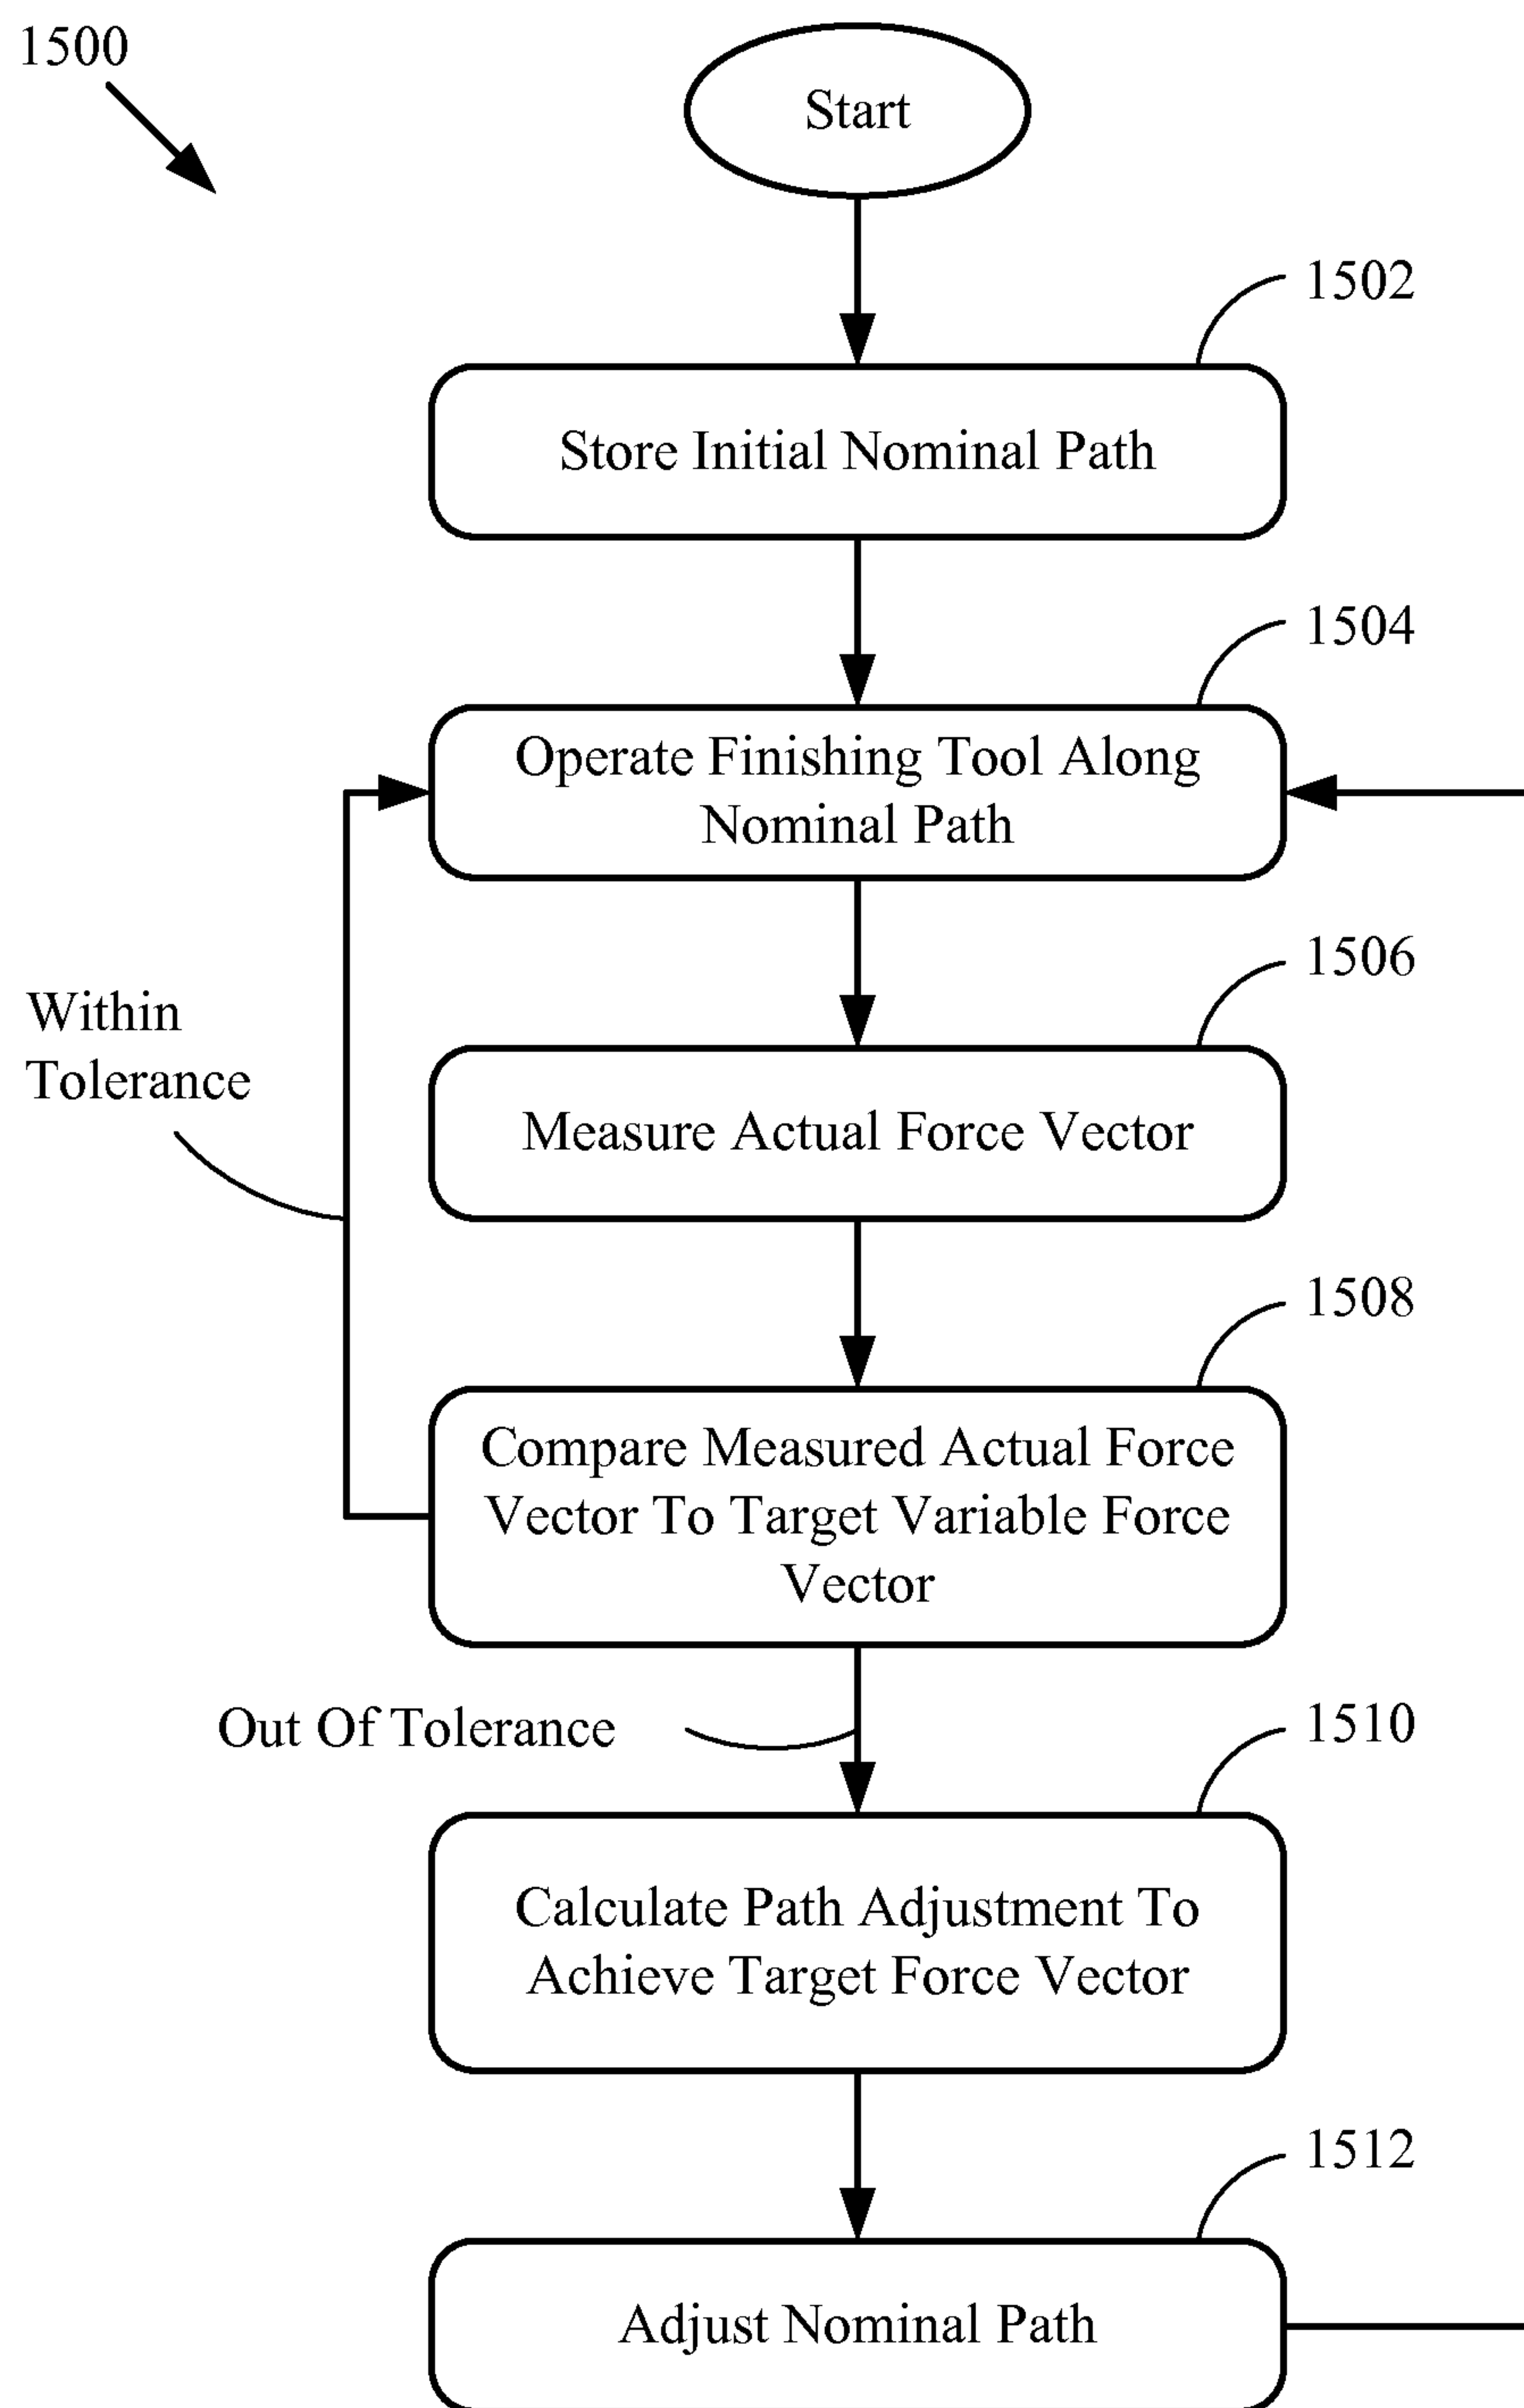 1500
Start
1502
Store Initial Nominal Path
1504
Operate Finishing Tool Along
Nominal Path
1506
Within
Tolerance
Measure Actual Force Vector
1508
Compare Measured Actual Force
Vector To Target Variable Force
Vector
Out Of Tolerance
1510
Calculate Path Adjustment To
Achieve Target Force Vector
1512
Adjust Nominal Path